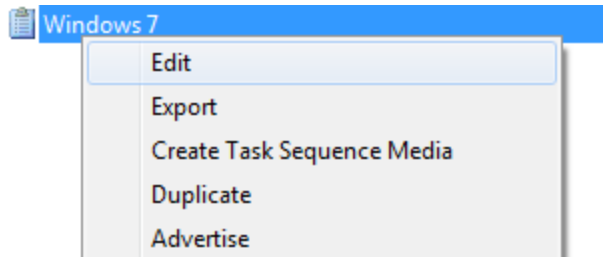 Windows 7
Edit
Export
Create Task Sequence Media
Duplicate
Advertise